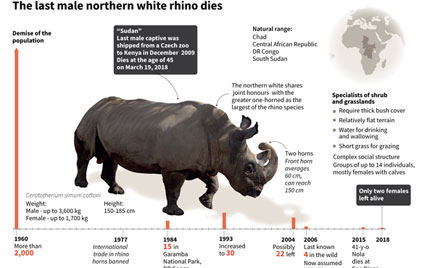 The last male northern white rhino dies
Demise of the
population
"Sudan"
Last male captive was
shipped from a Czech zoo
to Kenya in December 2009
Dies at the age of 45
on March 19, 2018
Natural range:
Chad
Central African Republic
DR Congo
South Sudan
The northern white shares
joint honours with the
greater one-horned as the
largest of the rhino species
Specialists of shrub
and grasslands
Require thick bush cover
Relatively flat terrain
Water for drinking
and wallowing
Short grass for grazing
Complex social structure
Groups of up to 14 individuals,
mostly females with calves
Two horns
Front horn
averages
60 cm,
can reach
150 cm
Ceratotherium simum cottoni
Weight:
Male - up to 3,600 kg
Female - up to 1,700 kg
Height:
150-185 cm
Only two females
left alive
1960
More than
2,000
1977
International
trade in rhino
horns banned
1984
15 in
Garamba
National Park,
DR Congo
1993
Increased
to 30
2004
Possibly
22 left
2006
Last known
4 in the wild
Now assumed
2015
41-y-o
Nola
dies at
San Diego
2018